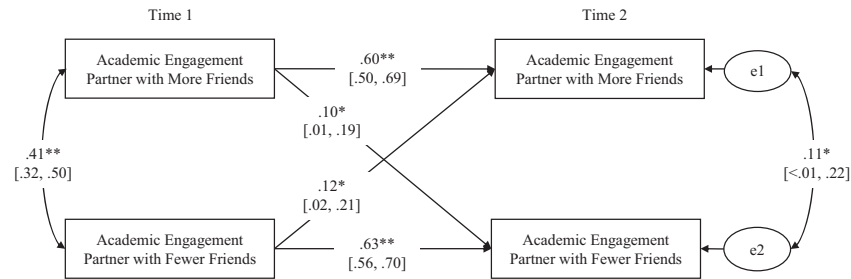 Time 1
Time 2
Academic Engagement
Partner with More Friends
.60**
[.50, .69]
Academic Engagement
Partner with More Friends
e1
.10*
[.01, .19]
.41**
[.32, .50]
.11*
[<.01, .22]
.12*
[.02, .21]
Academic Engagement
Partner with Fewer Friends
.63**
[.56, .70]
Academic Engagement
Partner with Fewer Friends
e2